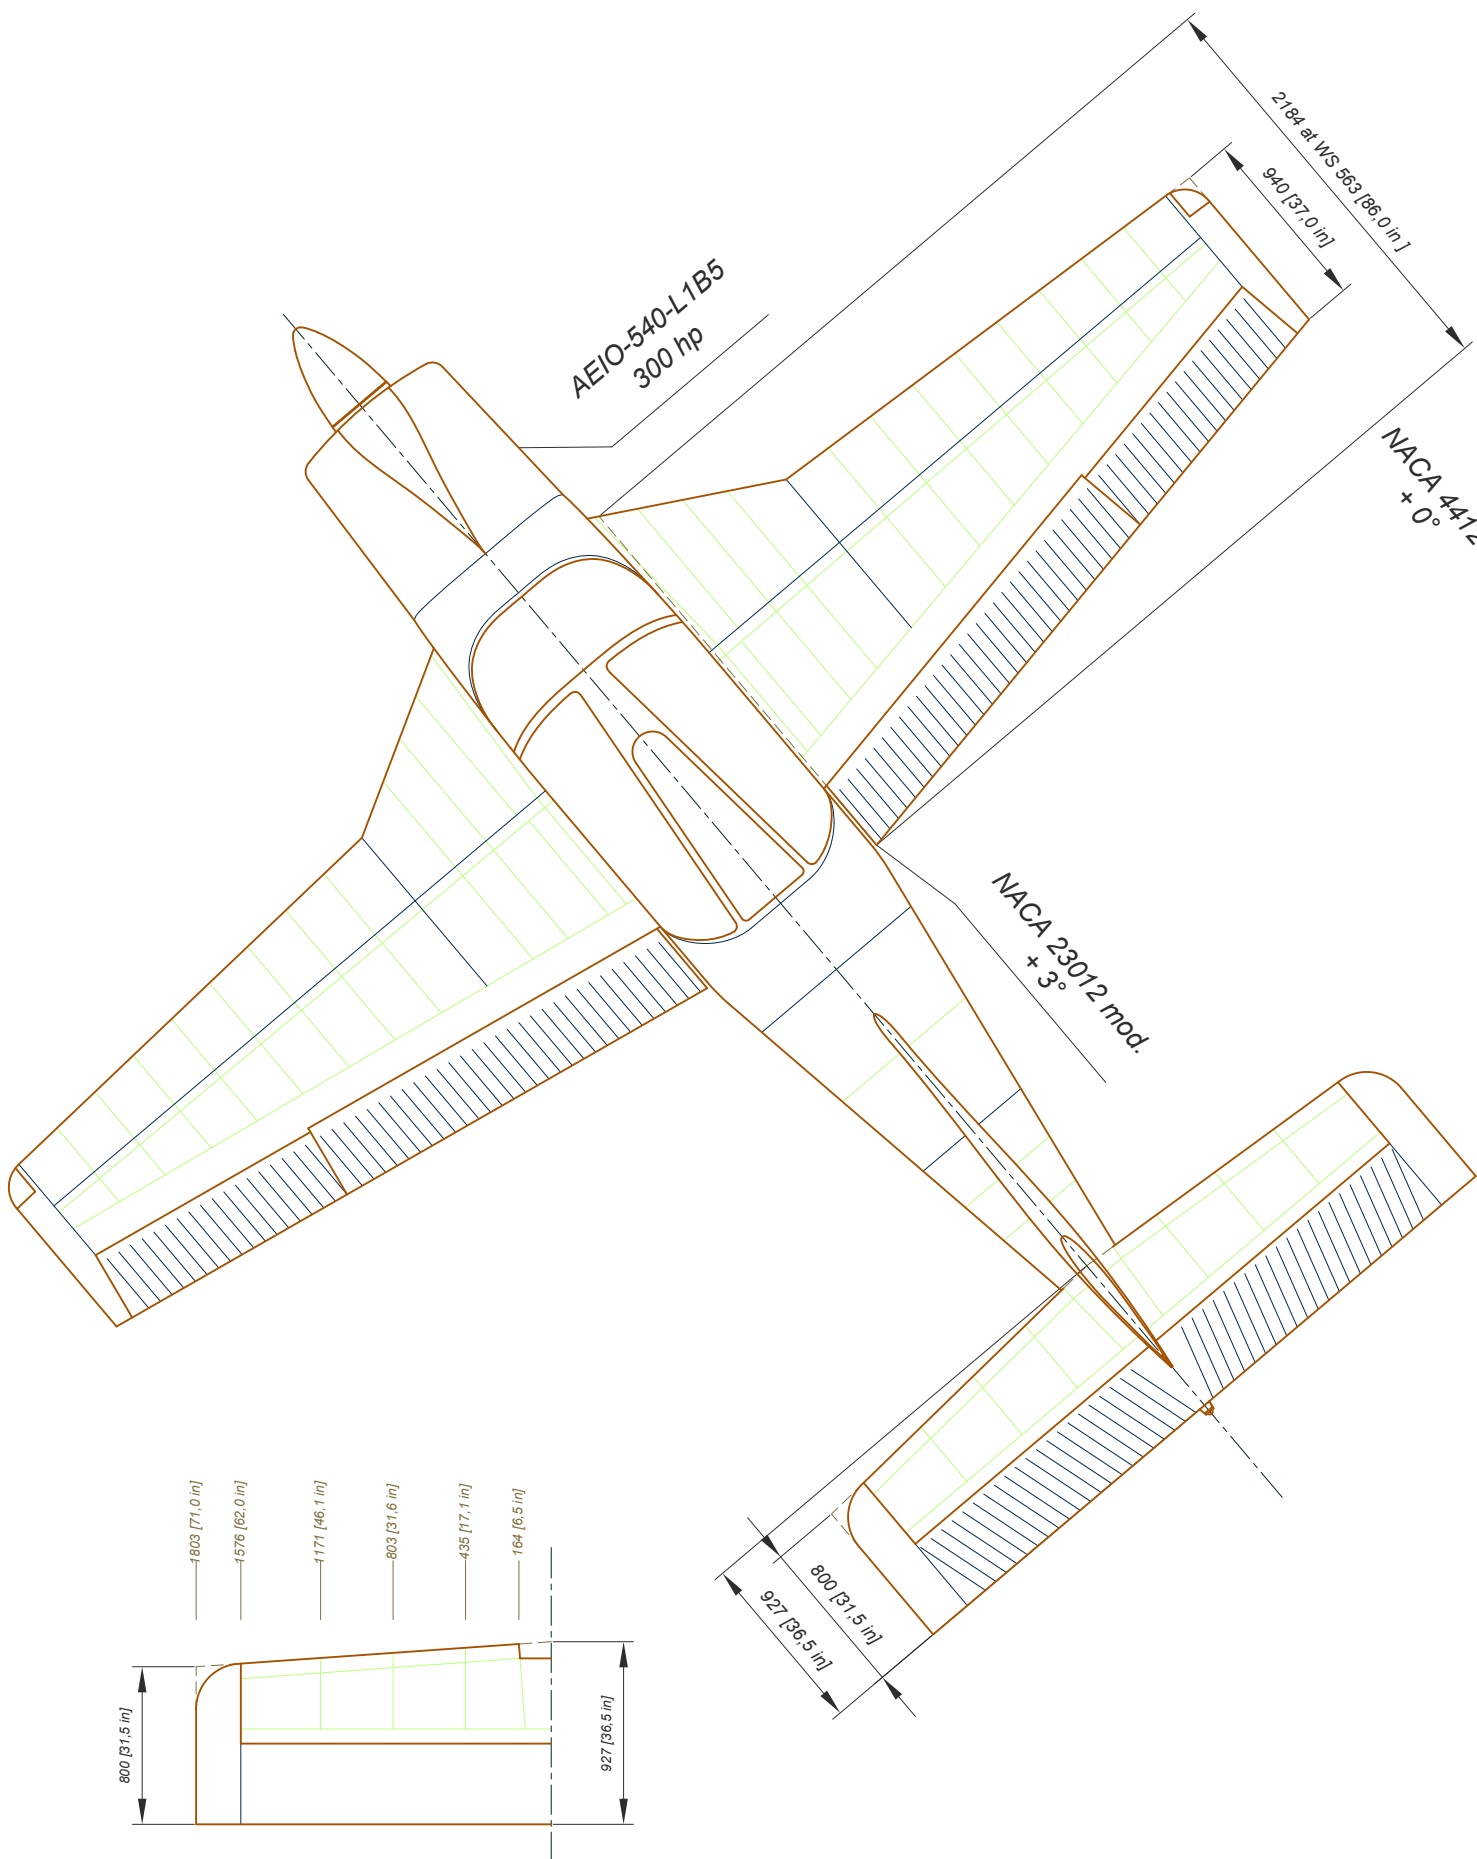 2184 at WS 563 [86,0 in ]
940 [37,0 in]
AEIO-540-L1B5
300 hp
NACA 4412
+ 0°
NACA 23012 mod.
+ 3°
1803 [71,0 in]
1576 [62,0 in]
1171 [46,1 in]
803 [31,6 in]
435 [17,1 in]
164 [6,5 in]
800 [31,5 in]
927 [36,5 in]
800 [31,5 in]
927 [36,5 in]